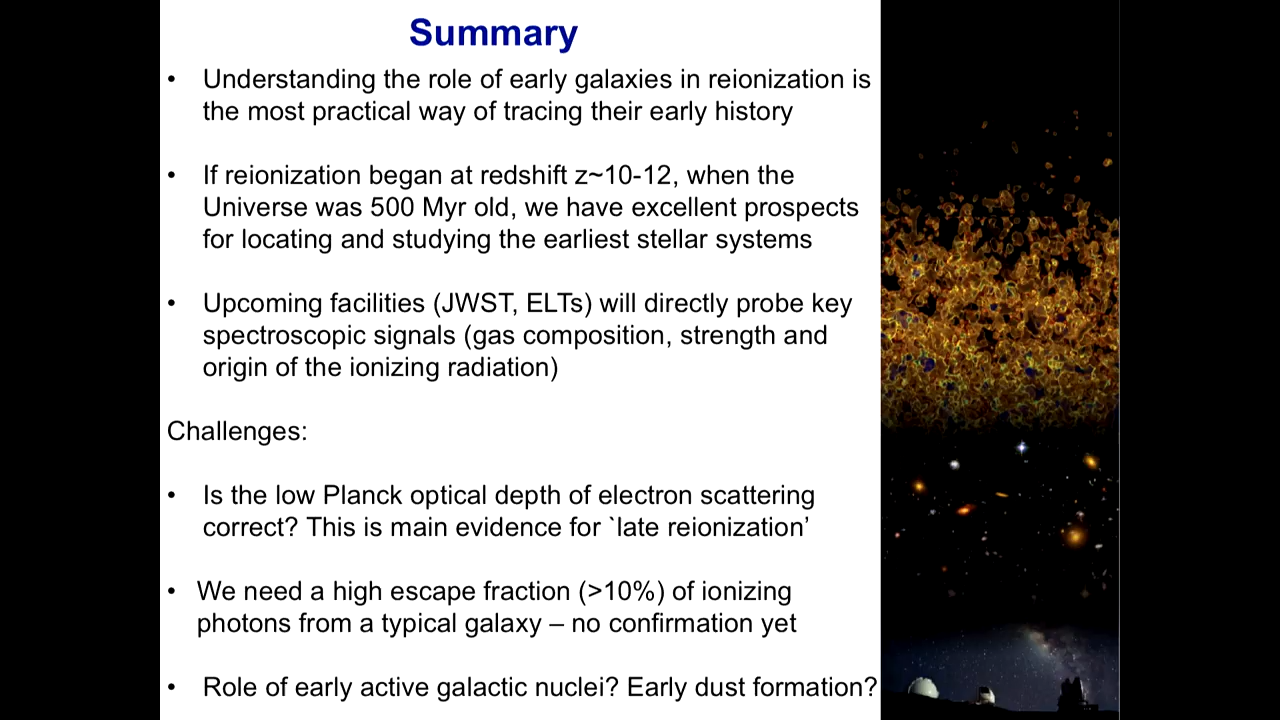 Summary
• Understanding the role of early galaxies in reionization is
the most practical way of tracing their early history
• If reionization began at redshift z~10-12, when the
Universe was 500 Myr old, we have excellent prospects
for locating and studying the earliest stellar systems
• Upcoming facilities (JWST, ELTs) will directly probe key
spectroscopic signals (gas composition, strength and
origin of the ionizing radiation)
Challenges:
• Is the low Planck optical depth of electron scattering
correct? This is main evidence for `late reionization’
• We need a high escape fraction (>10%) of ionizing
photons from a typical galaxy – no confirmation yet
• Role of early active galactic nuclei? Early dust formation?